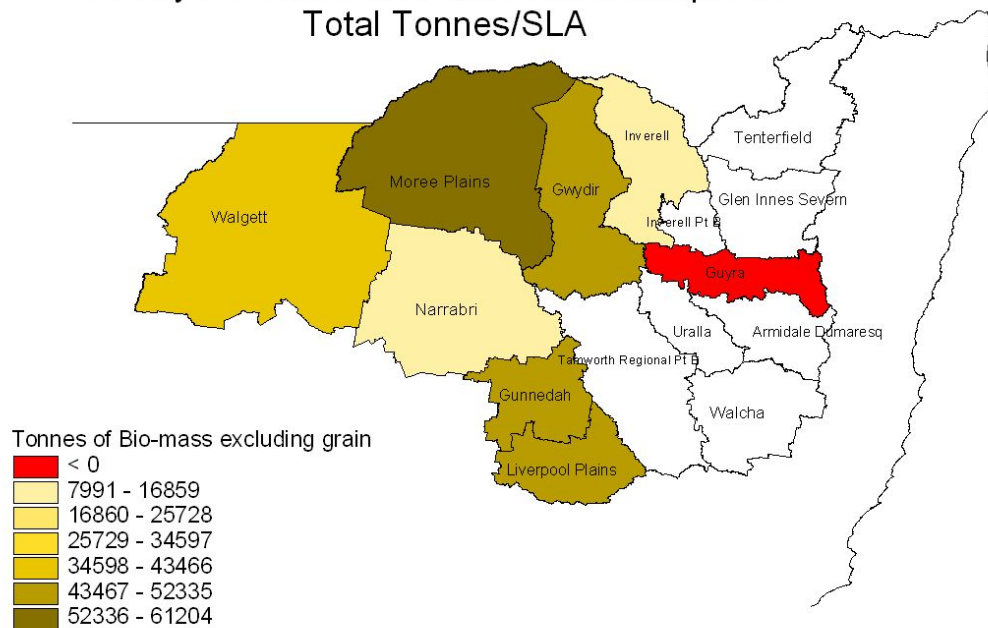 Total Tonnes/SLA
Tenterfield
Inverell
Moree Plains
Gwydir
Glen Innes Severn
Walgett
Inverell Pt B
Guyra
Narrabri
Uralla
Armidale Dumaresq
Tamworth Regional Pt B
Gunnedah
Walcha
Liverpool Plains
Tonnes of Bio-mass excluding grain
< 0
7991 - 16859
16860 - 25728
25729 - 34597
34598 - 43466
43467 - 52335
52336 - 61204